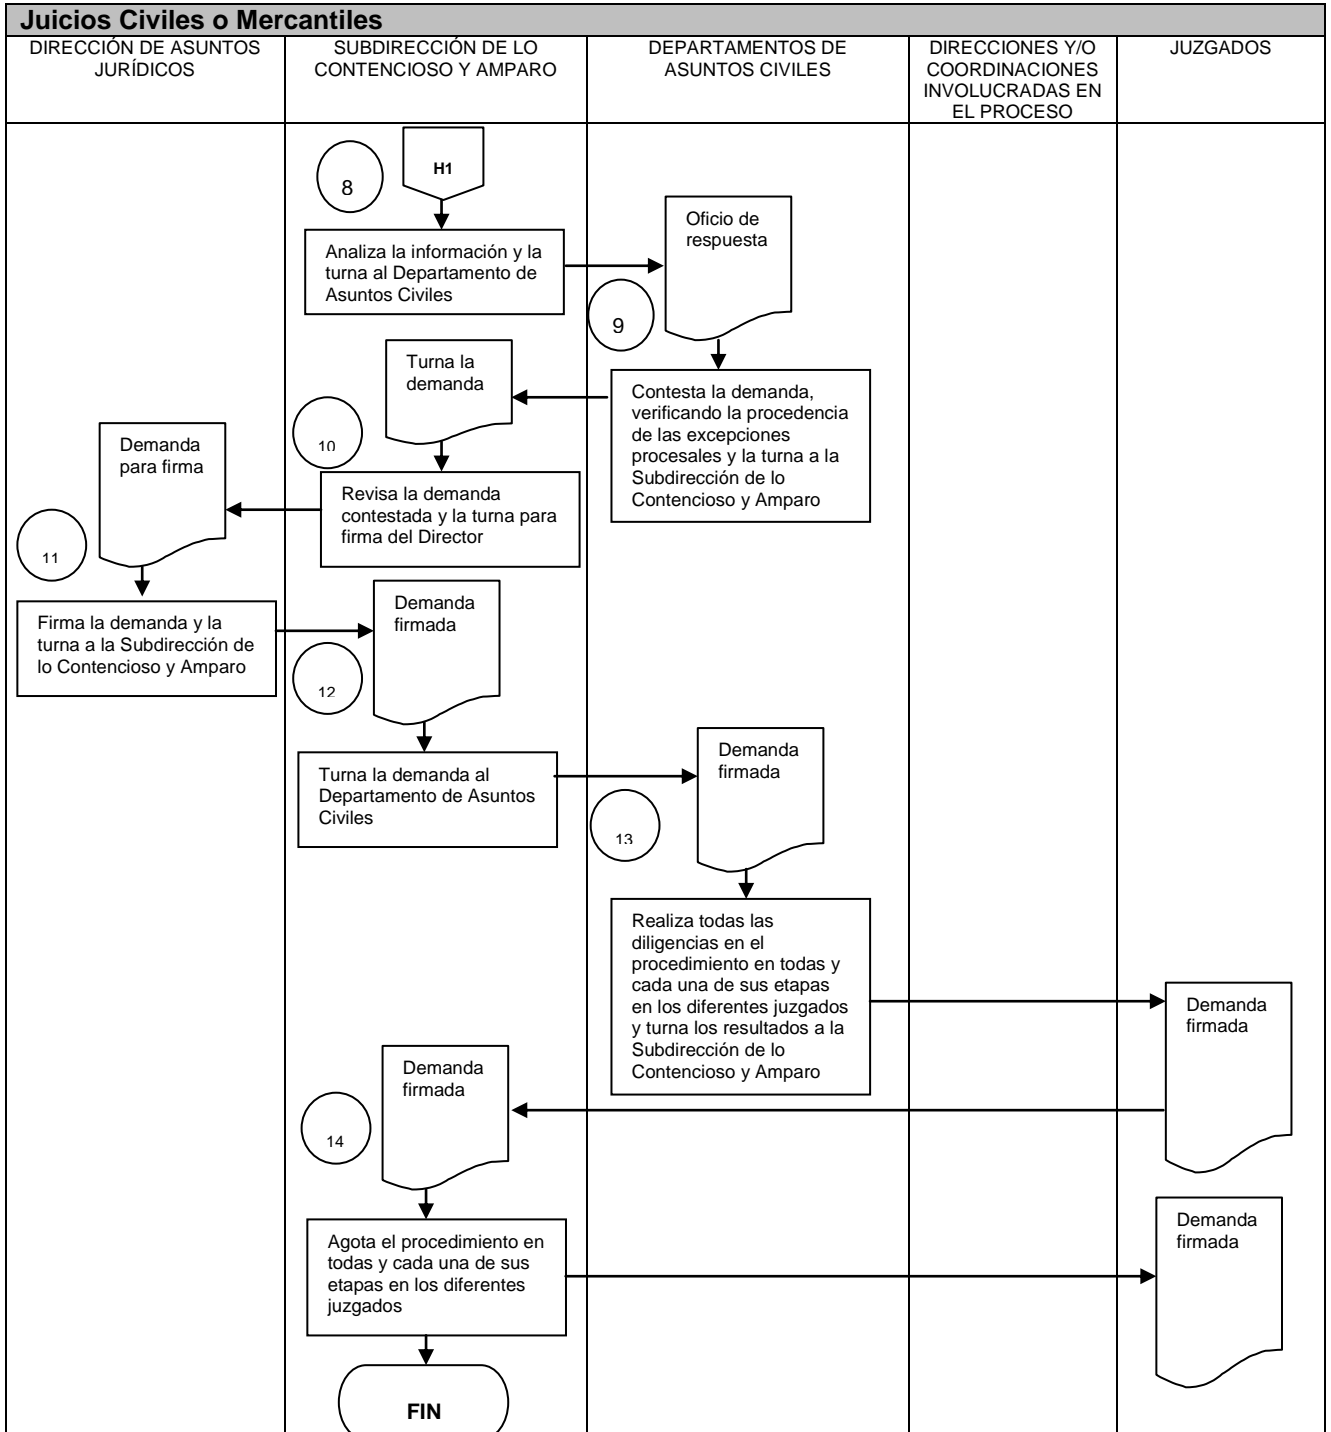 Juicios Civiles o Mercantiles
DIRECCIÓN DE ASUNTOS
JURÍDICOS
SUBDIRECCIÓN DE LO
CONTENCIOSO Y AMPARO
DEPARTAMENTOS DE
ASUNTOS CIVILES
DIRECCIONES Y/O
COORDINACIONES
INVOLUCRADAS EN
EL PROCESO
JUZGADOS
H1
8
Analiza la información y la
turna al Departamento de
Asuntos Civiles
Oficio de
respuesta
9
Contesta la demanda,
verificando la procedencia
de las excepciones
procesales y la turna a la
Subdirección de lo
Contencioso y Amparo
Turna la
demanda
10
Revisa la demanda
contestada y la turna para
firma del Director
Demanda
para firma
11
Firma la demanda y la
turna a la Subdirección de
lo Contencioso y Amparo
Demanda
firmada
12
Turna la demanda al
Departamento de Asuntos
Civiles
Demanda
firmada
13
Realiza todas las
diligencias en el
procedimiento en todas y
cada una de sus etapas
en los diferentes juzgados
y turna los resultados a la
Subdirección de lo
Contencioso y Amparo
Demanda
firmada
Demanda
firmada
14
Agota el procedimiento en
todas y cada una de sus
etapas en los diferentes
juzgados
Demanda
firmada
FIN